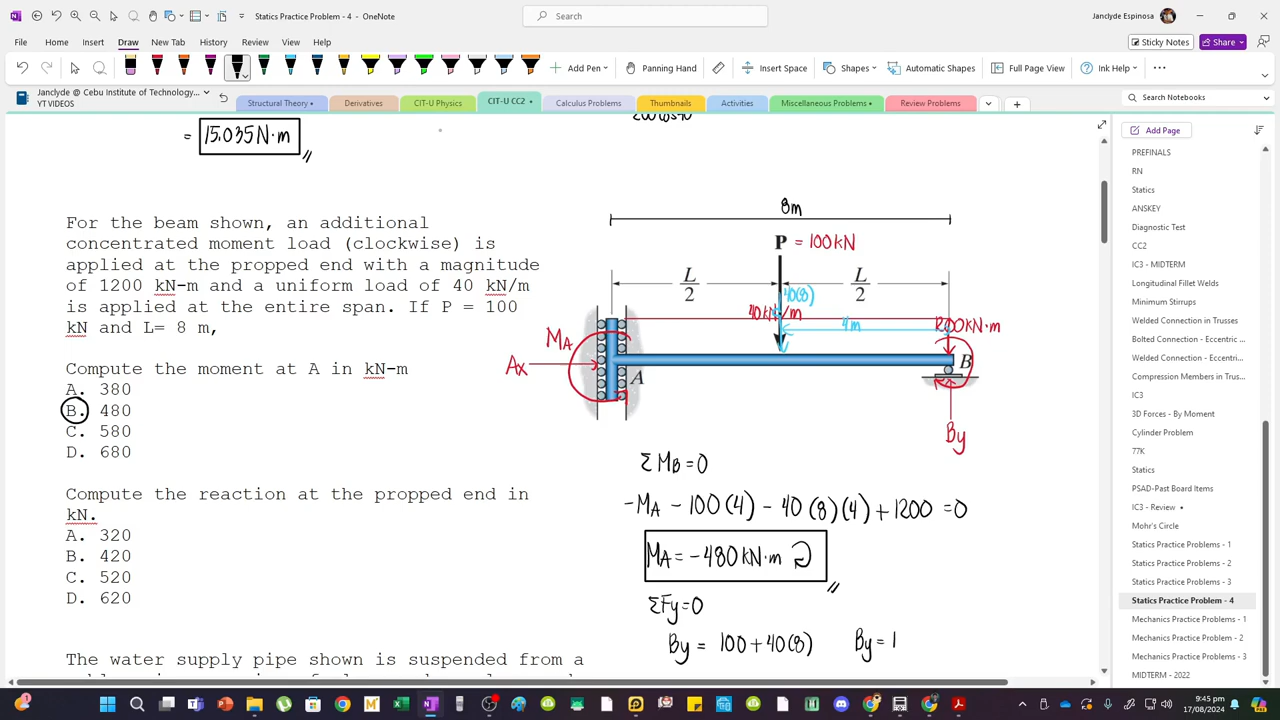 Statics Practice Problem - 4 - OneNote
Search
Janclyde Espinosa
File Home Insert Draw New Tab History Review View Help
Sticky Notes
Share
Add Pen
Panning Hand
Insert Space
Shapes
Automatic Shapes
Full Page View
Ink Help
Janclyde @ Cebu Institute of Technology...
YT VIDEOS
Structural Theory
Derivatives
CIT-U Physics
CIT-U CC2
Calculus Problems
Thumbnails
Activities
Miscellaneous Problems
Review Problems
Search Notebooks
= 15.035 N·m
For the beam shown, an additional
concentrated moment load (clockwise) is
applied at the propped end with a magnitude
of 1200 kN-m and a uniform load of 40 kN/m
is applied at the entire span. If P = 100
kN and L= 8 m,
Compute the moment at A in kN-m
A. 380
B. 480
C. 580
D. 680
Compute the reaction at the propped end in
kN.
A. 320
B. 420
C. 520
D. 620
The water supply pipe shown is suspended from a
8m
P = 100kN
L/2
L/2
40(8)
40kN/m
4m
1200kN·m
MA
Ax
A
B
By
ΣMB=0
-MA - 100(4) - 40(8)(4) + 1200 = 0
MA = -480kN·m
ΣFy=0
By = 100+40(8) By = 1
Add Page
PREFINALS
RN
Statics
ANSKEY
Diagnostic Test
CC2
IC3 - MIDTERM
Longitudinal Fillet Welds
Minimum Stirrups
Welded Connection in Trusses
Bolted Connection - Eccentric ...
Welded Connection - Eccentric...
Compression Members in Trus...
IC3
3D Forces - By Moment
Cylinder Problem
77K
Statics
PSAD-Past Board Items
IC3 - Review
Mohr's Circle
Statics Practice Problems - 1
Statics Practice Problems - 2
Statics Practice Problems - 3
Statics Practice Problem - 4
Mechanics Practice Problems - 1
Mechanics Practice Problem - 2
Mechanics Practice Problem - 3
MIDTERM - 2022
9:45 pm
17/08/2024